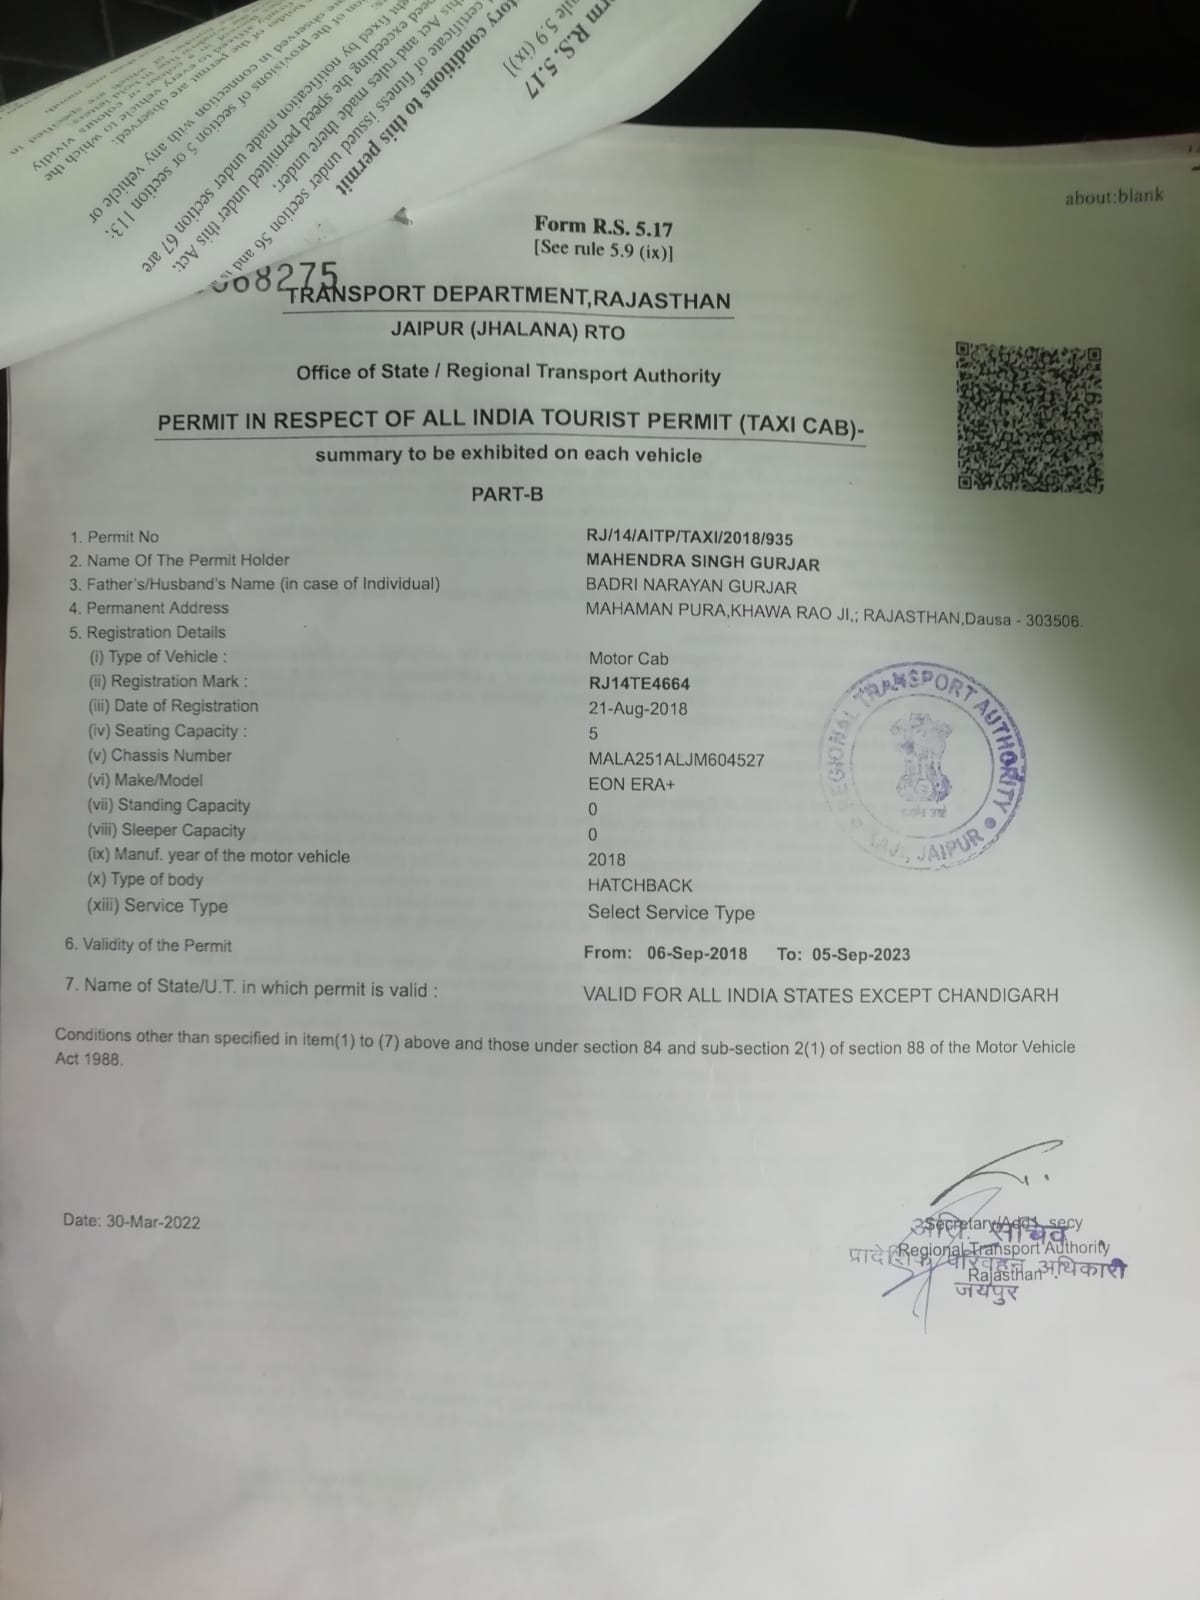 rm R.S. 5.17
ule 5.9 (ix)]
tory conditions to this permit
certificate of fitness issued under section 56 and is
his Act and rules made there under;
peed exceeding the speed permitted under this Act:
ght fixed by notification made under section 67 are
on of the provisions of section 5 or section 113;
are observed in connection with any vehicle or
of the permit are observed:
affixed to every vehicle to which the
about:blank
Form R.S. 5.17
[See rule 5.9 (ix)]
68275
TRANSPORT DEPARTMENT,RAJASTHAN
JAIPUR (JHALANA) RTO
Office of State / Regional Transport Authority
PERMIT IN RESPECT OF ALL INDIA TOURIST PERMIT (TAXI CAB)-
summary to be exhibited on each vehicle
PART-B
1. Permit No RJ/14/AITP/TAXI/2018/935
2. Name Of The Permit Holder MAHENDRA SINGH GURJAR
3. Father's/Husband's Name (in case of Individual) BADRI NARAYAN GURJAR
4. Permanent Address MAHAMAN PURA,KHAWA RAO JI,; RAJASTHAN,Dausa - 303506.
5. Registration Details
(i) Type of Vehicle : Motor Cab
(ii) Registration Mark : RJ14TE4664
(iii) Date of Registration 21-Aug-2018
(iv) Seating Capacity : 5
(v) Chassis Number MALA251ALJM604527
(vi) Make/Model EON ERA+
(vii) Standing Capacity 0
(viii) Sleeper Capacity 0
(ix) Manuf. year of the motor vehicle 2018
(x) Type of body HATCHBACK
(xiii) Service Type Select Service Type
REGIONAL TRANSPORT AUTHORITY
RAJ., JAIPUR
6. Validity of the Permit From: 06-Sep-2018 To: 05-Sep-2023
7. Name of State/U.T. in which permit is valid : VALID FOR ALL INDIA STATES EXCEPT CHANDIGARH
Conditions other than specified in item(1) to (7) above and those under section 84 and sub-section 2(1) of section 88 of the Motor Vehicle
Act 1988.
Date: 30-Mar-2022
Secretary/Addl. secy
अति. सचिव
Regional Transport Authority
प्रादेशिक परिवहन अधिकारी
Rajasthan
जयपुर